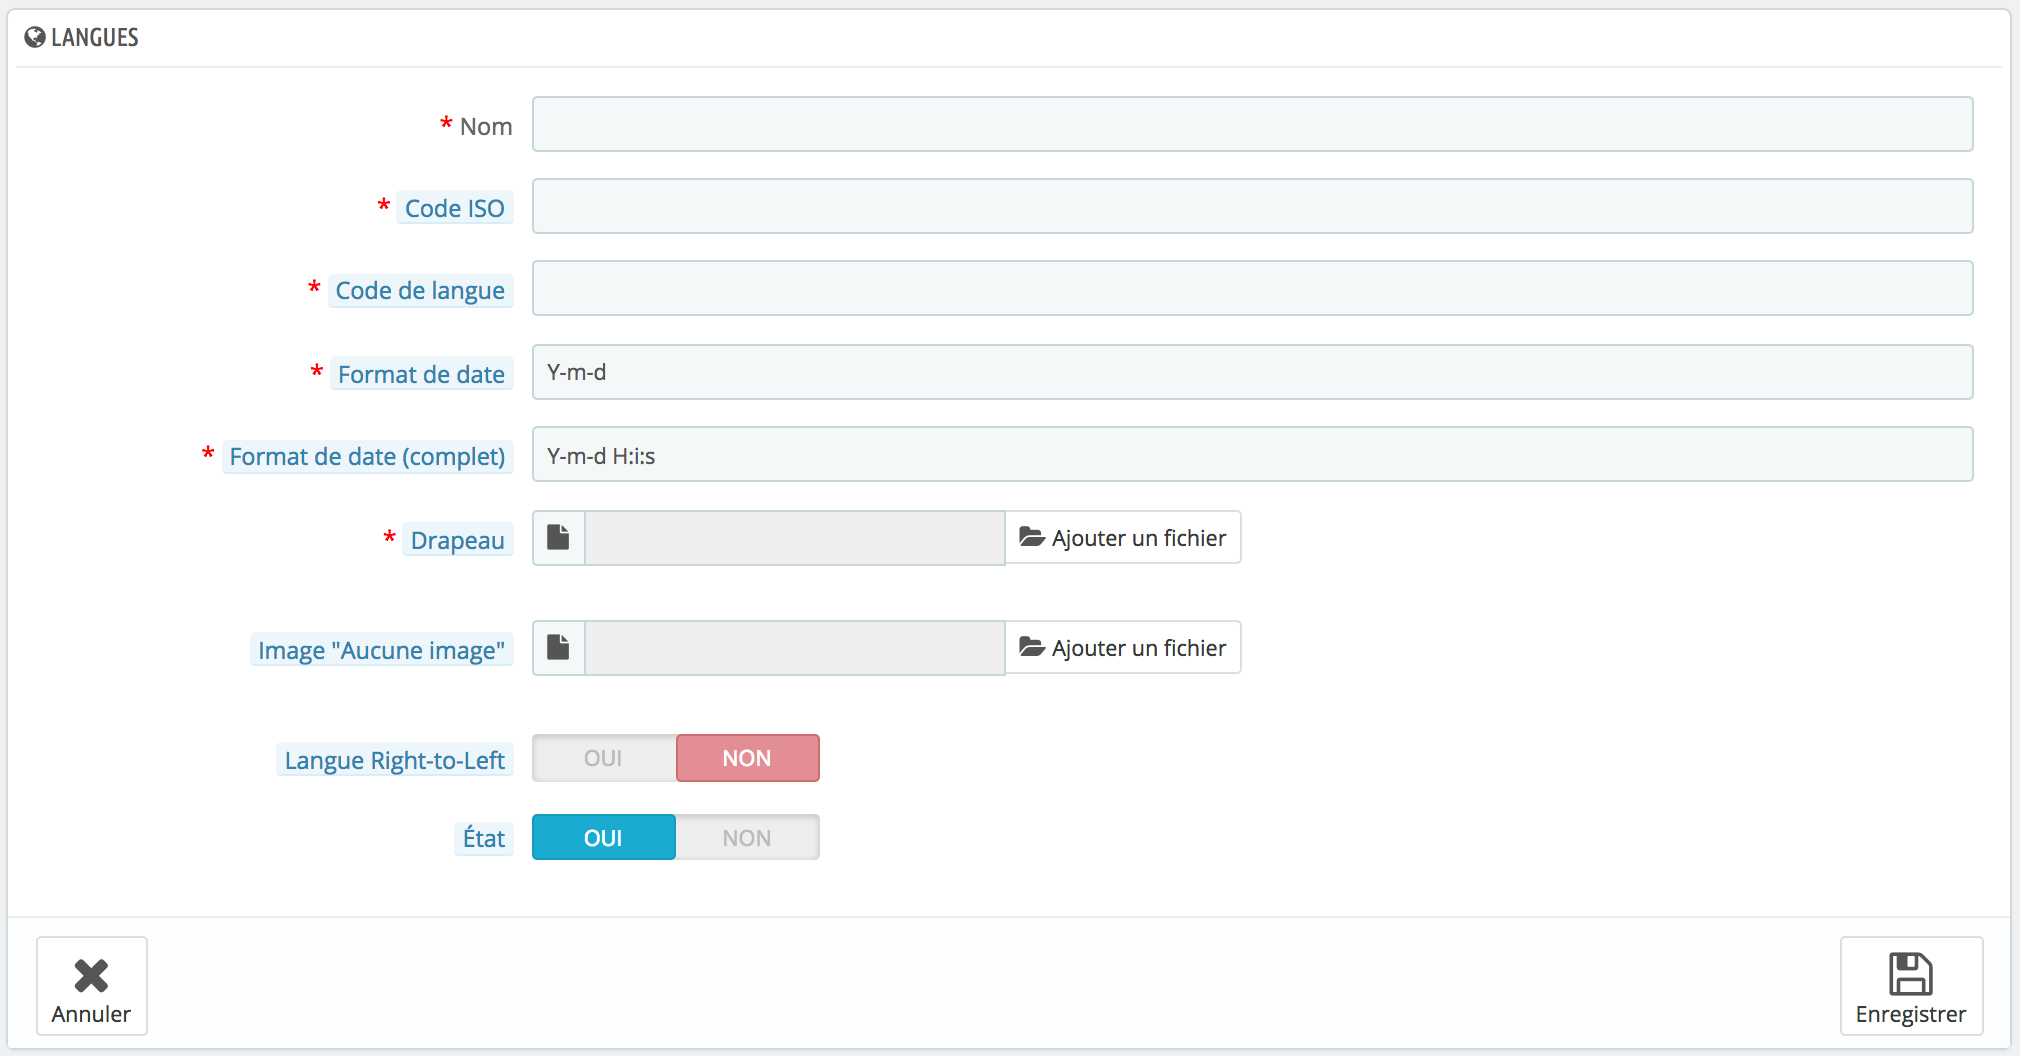 LANGUES
* Nom
* Code ISO
* Code de langue
* Format de date Y-m-d
* Format de date (complet) Y-m-d H:i:s
* Drapeau Ajouter un fichier
Image "Aucune image" Ajouter un fichier
Langue Right-to-Left OUI NON
État OUI NON
Annuler Enregistrer